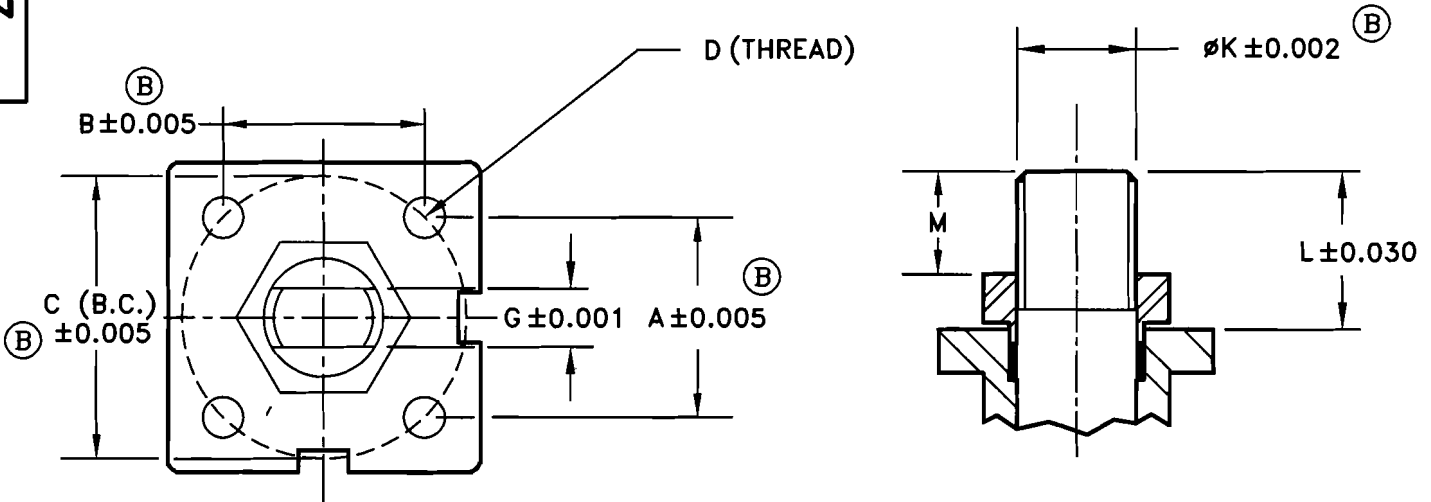 Ⓑ
B±0.005
D (THREAD)
C (B.C.)
Ⓑ ±0.005
G±0.001
Ⓑ
A±0.005
Ⓑ
øK±0.002
M
L±0.030